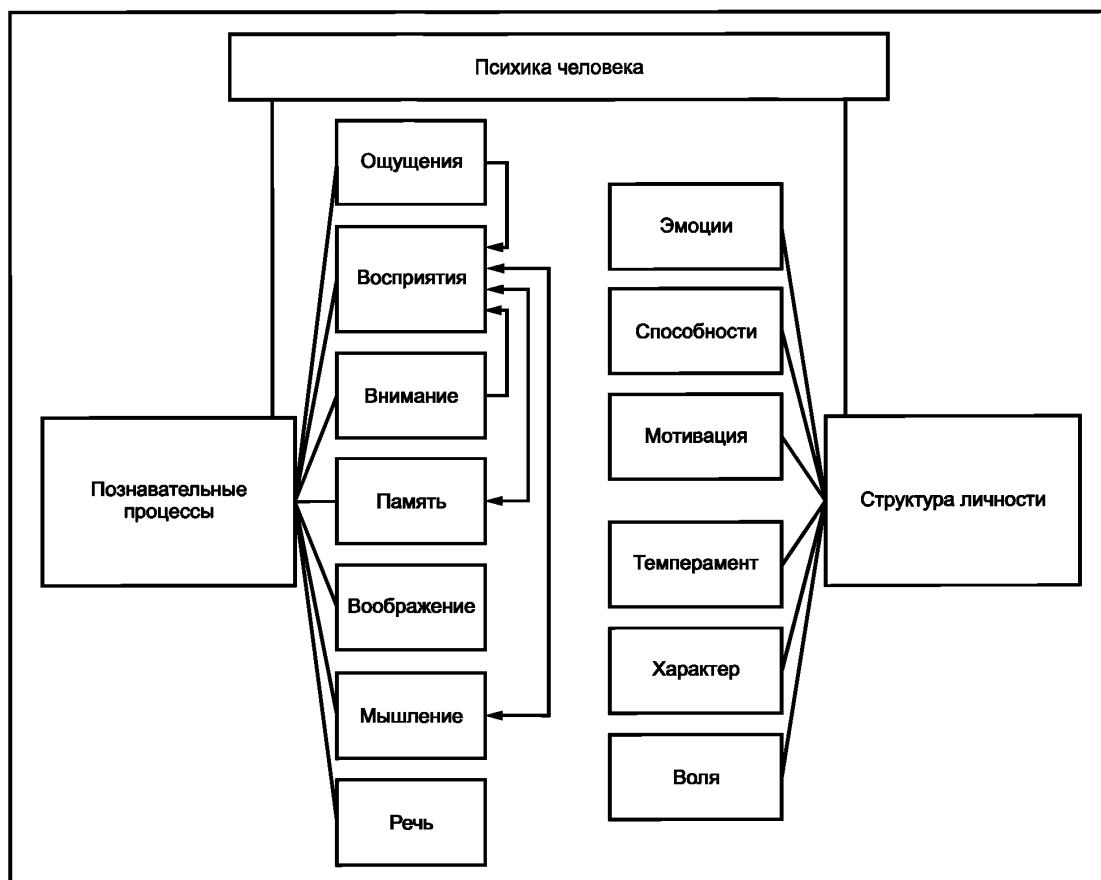 Психика человека
Ощущения
Восприятия
Внимание
Память
Воображение
Мышление
Речь
Познавательные
процессы
Эмоции
Способности
Мотивация
Темперамент
Характер
Воля
Структура личности